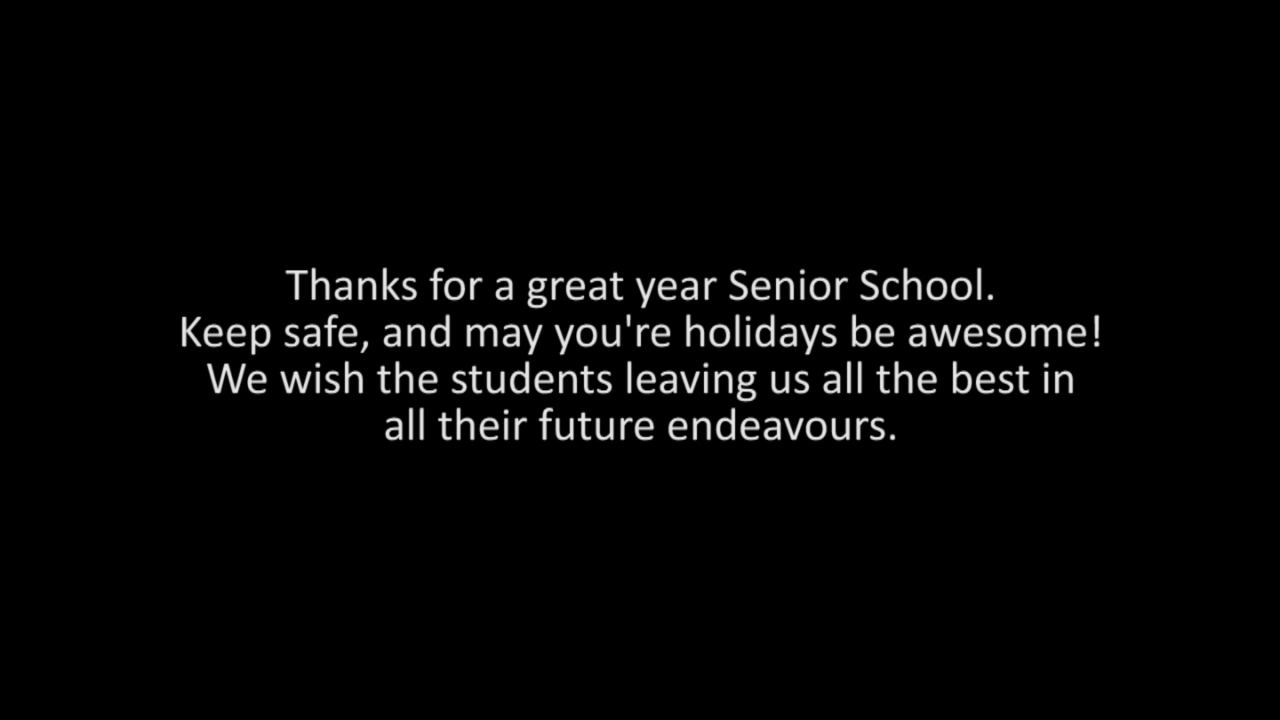 Thanks for a great year Senior School.
Keep safe, and may you're holidays be awesome!
We wish the students leaving us all the best in
all their future endeavours.